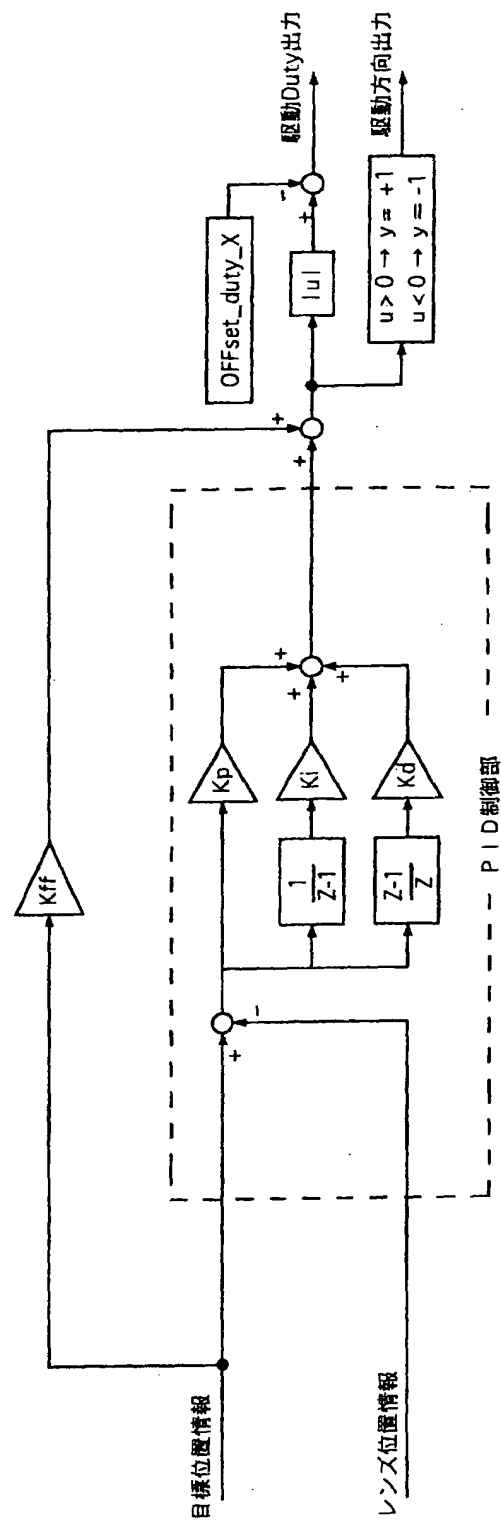 目標位置情報
レンズ位置情報
Kff
+
-
Kp
1
Z-1
Ki
Z-1
Z
Kd
+
+
+
PID制御部
+
+
OFFset_duty_X
|u|
-
+
u>0→y=+1
u<0→y=-1
駆動Duty出力
駆動方向出力